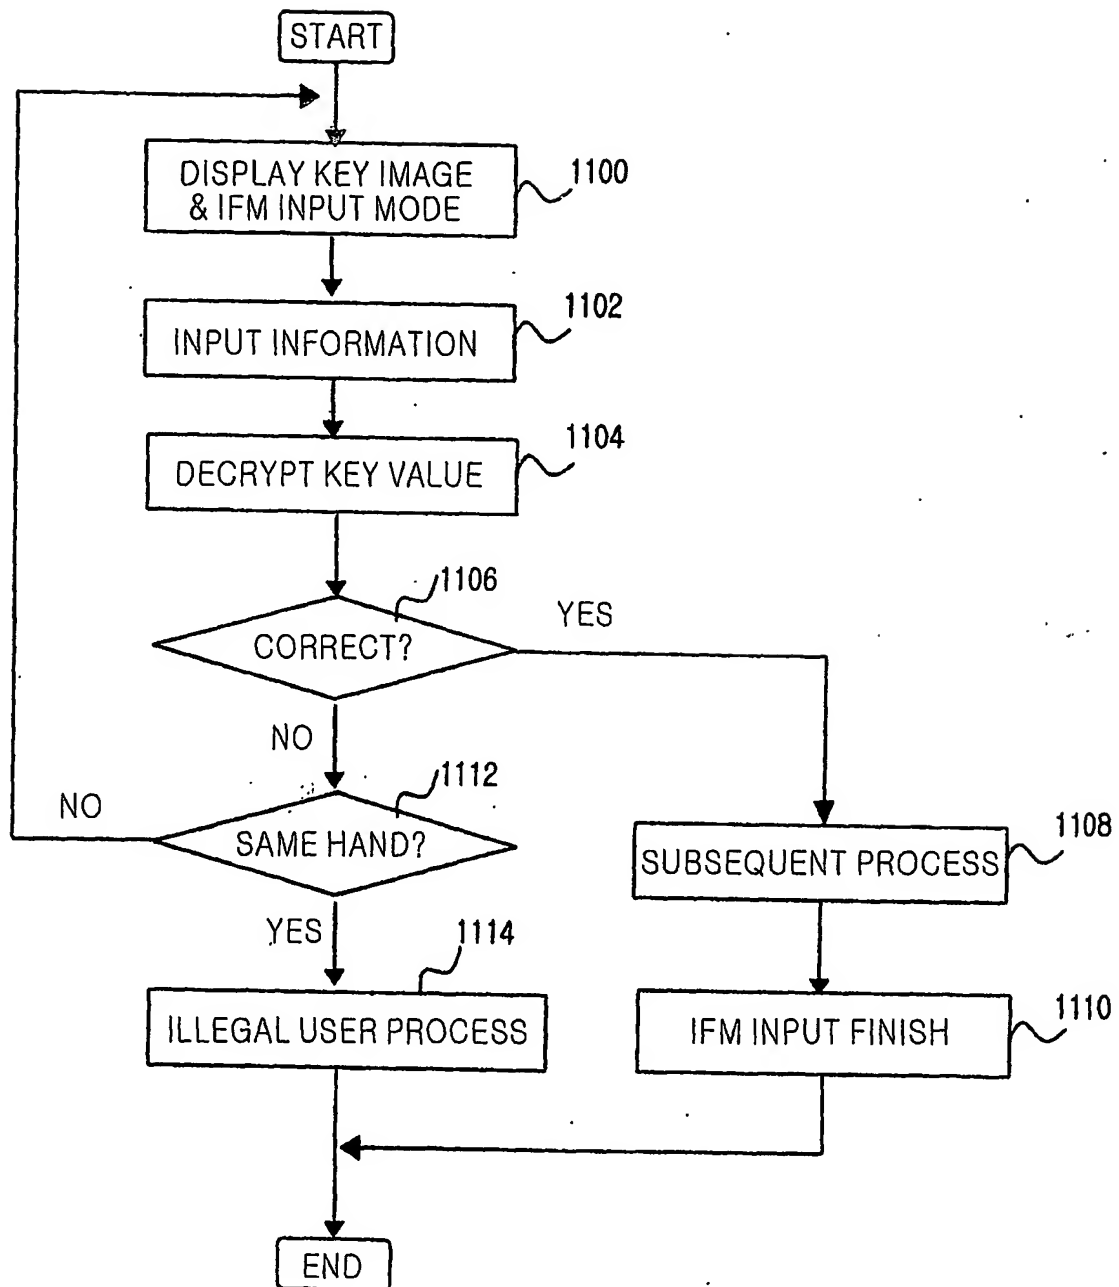 START
DISPLAY KEY IMAGE
& IFM INPUT MODE
1100
INPUT INFORMATION
1102
DECRYPT KEY VALUE
1104
CORRECT?
1106
YES
NO
SAME HAND?
1112
NO
YES
SUBSEQUENT PROCESS
1108
ILLEGAL USER PROCESS
1114
IFM INPUT FINISH
1110
END